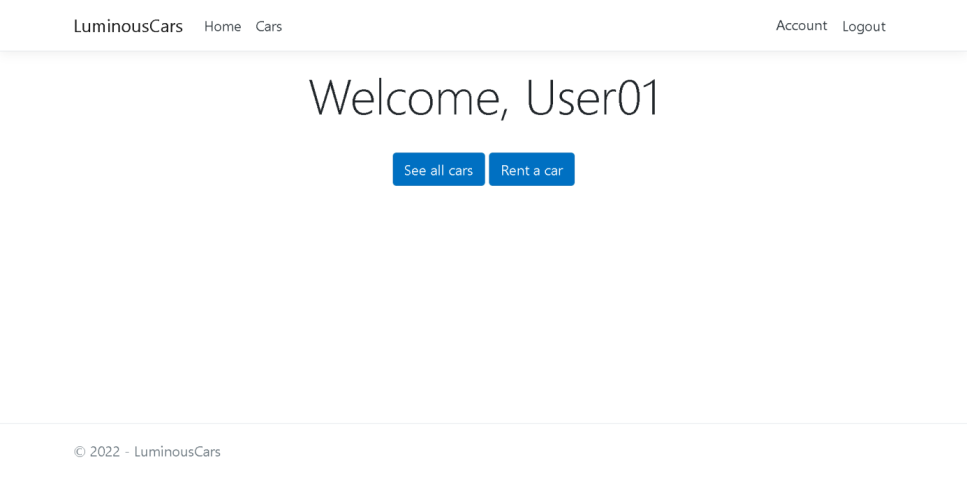 LuminousCars Home Cars Account Logout
Welcome, User01
See all cars Rent a car
© 2022 - LuminousCars